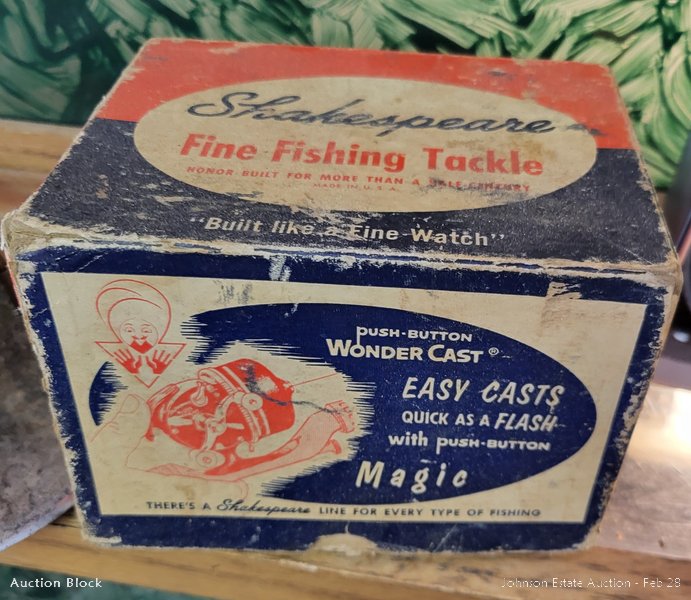 Shakespeare
Fine Fishing Tackle
HONOR BUILT FOR MORE THAN A HALF CENTURY
MADE IN U.S.A.
"Built like a Fine Watch"
PUSH-BUTTON
WONDER CAST®
EASY CASTS
QUICK AS A FLASH
with PUSH-BUTTON
Magic
THERE'S A Shakespeare LINE FOR EVERY TYPE OF FISHING
Auction Block
Johnson Estate Auction - Feb 28